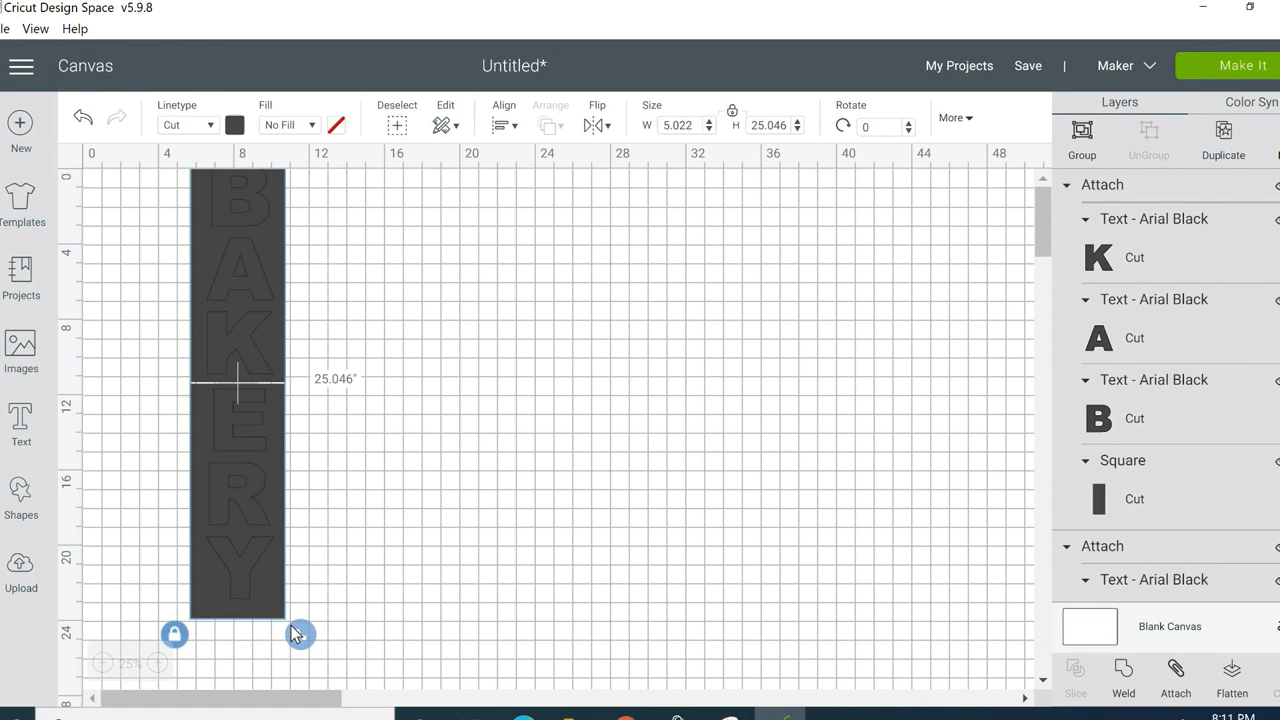 Cricut Design Space v5.9.8
le View Help
Canvas
Untitled*
My Projects Save | Maker Make It
New
Templates
Projects
Images
Text
Shapes
Upload
Linetype
Cut
Fill
No Fill
Deselect
Edit
Align
Arrange
Flip
Size
W 5.022
H 25.046
Rotate
0
More
0 4 8 12 16 20 24 28 32 36 40 44 48
0
4
8
12
16
20
24
8
B
A
K
E
R
Y
25.046"
25%
Layers Color Syn
Group UnGroup Duplicate
Attach
Text - Arial Black
K Cut
Text - Arial Black
A Cut
Text - Arial Black
B Cut
Square
Cut
Attach
Text - Arial Black
Blank Canvas
Slice Weld Attach Flatten
8:11 PM